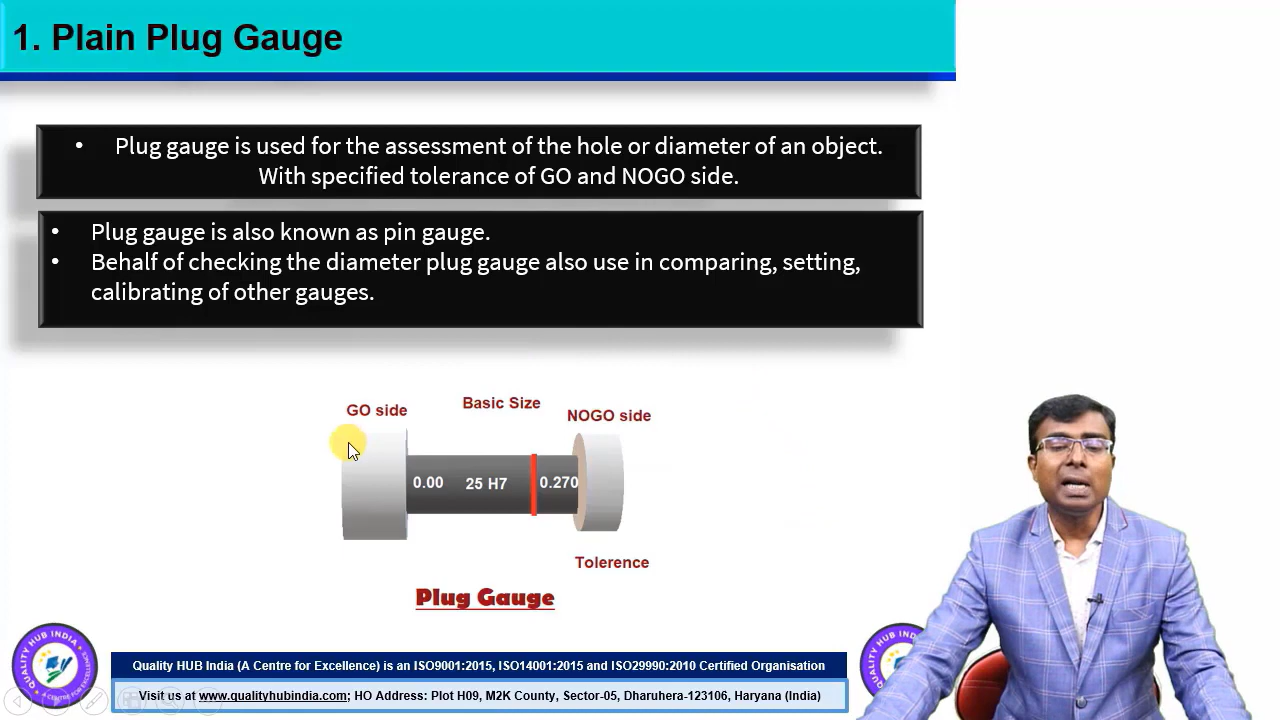 1. Plain Plug Gauge
• Plug gauge is used for the assessment of the hole or diameter of an object.
With specified tolerance of GO and NOGO side.
• Plug gauge is also known as pin gauge.
• Behalf of checking the diameter plug gauge also use in comparing, setting,
calibrating of other gauges.
GO side
Basic Size
NOGO side
0.00
25 H7
0.270
Tolerence
Plug Gauge
QUALITY HUB INDIA
A CENTRE FOR EXCELLENCE
QUALITY HUB INDIA
Quality HUB India (A Centre for Excellence) is an ISO9001:2015, ISO14001:2015 and ISO29990:2010 Certified Organisation
Visit us at www.qualityhubindia.com; HO Address: Plot H09, M2K County, Sector-05, Dharuhera-123106, Haryana (India)